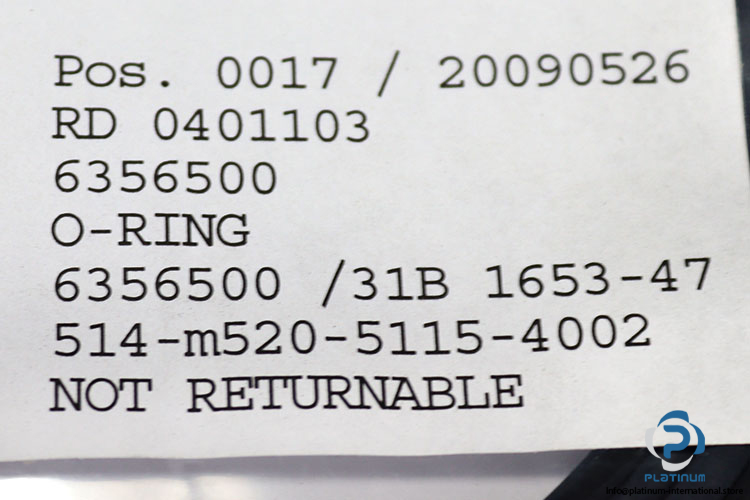 Pos. 0017 / 20090526
RD 0401103
6356500
O-RING
6356500 /31B 1653-47
514-m520-5115-4002
NOT RETURNABLE
PLATINUM
info@platinum-international.store